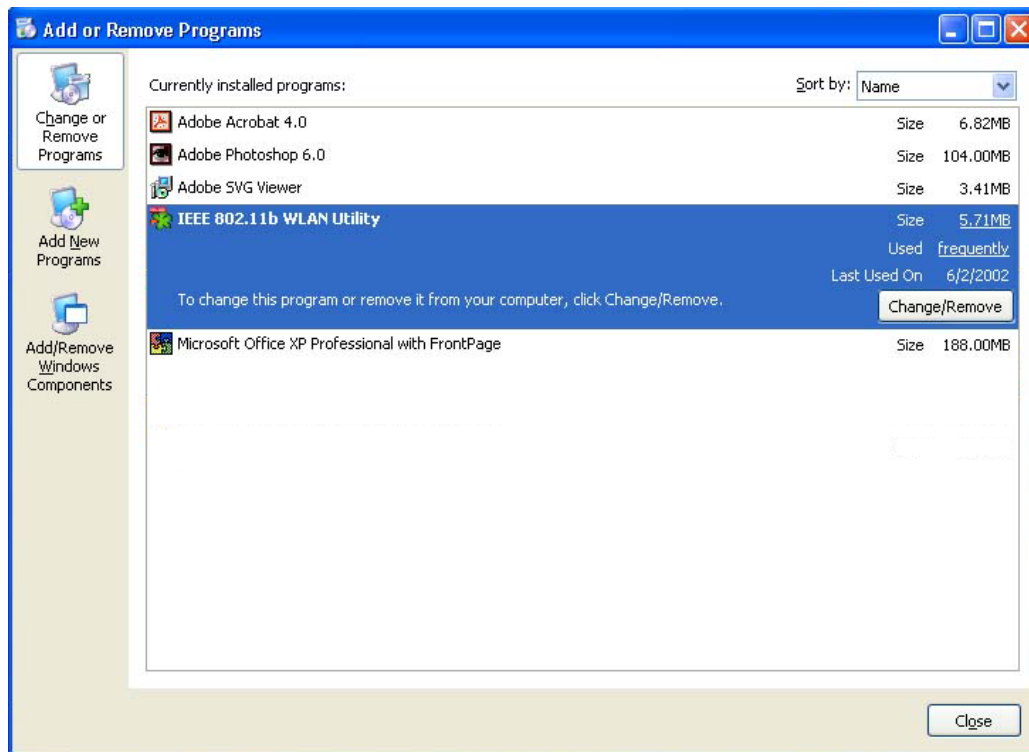 Add or Remove Programs
Change or
Remove
Programs
Add New
Programs
Add/Remove
Windows
Components
Currently installed programs:
Sort by: Name
Adobe Acrobat 4.0 Size 6.82MB
Adobe Photoshop 6.0 Size 104.00MB
Adobe SVG Viewer Size 3.41MB
IEEE 802.11b WLAN Utility Size 5.71MB
Used frequently
Last Used On 6/2/2002
To change this program or remove it from your computer, click Change/Remove. Change/Remove
Microsoft Office XP Professional with FrontPage Size 188.00MB
Close